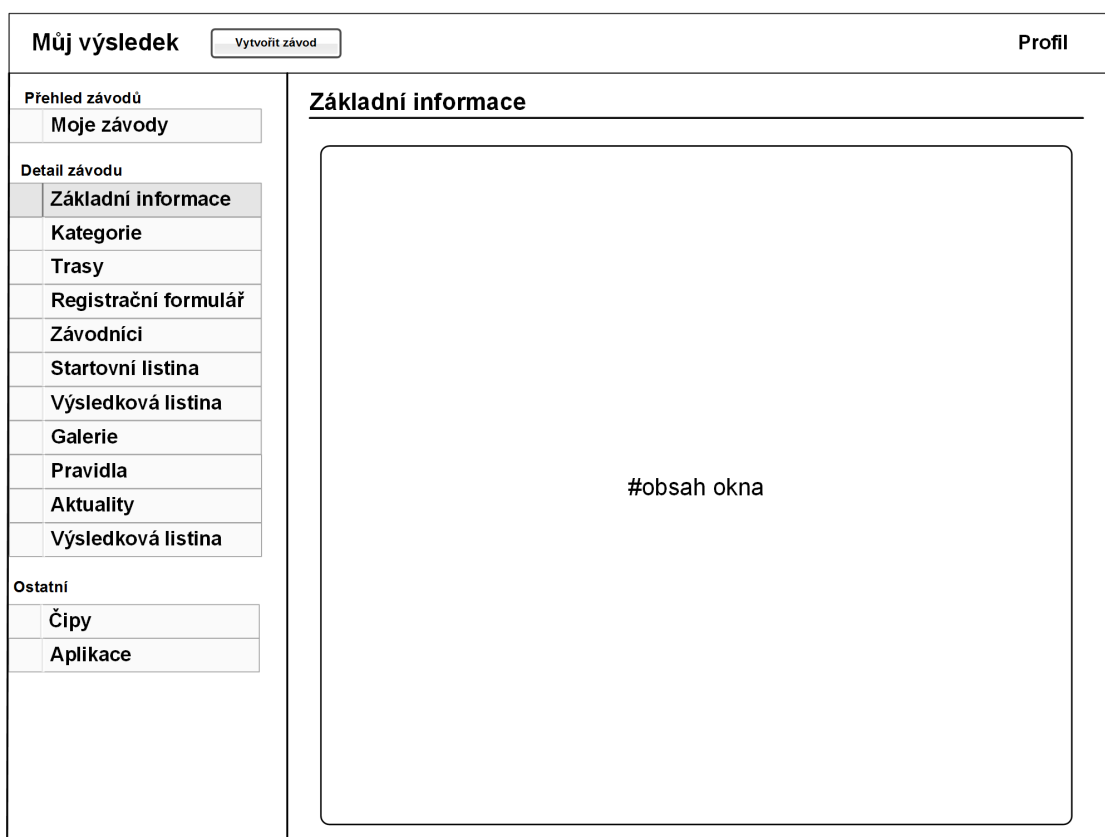 Můj výsledek
Vytvořit závod
Profil
Přehled závodů
Moje závody
Detail závodu
Základní informace
Kategorie
Trasy
Registrační formulář
Závodníci
Startovní listina
Výsledková listina
Galerie
Pravidla
Aktuality
Výsledková listina
Ostatní
Čipy
Aplikace
Základní informace
#obsah okna